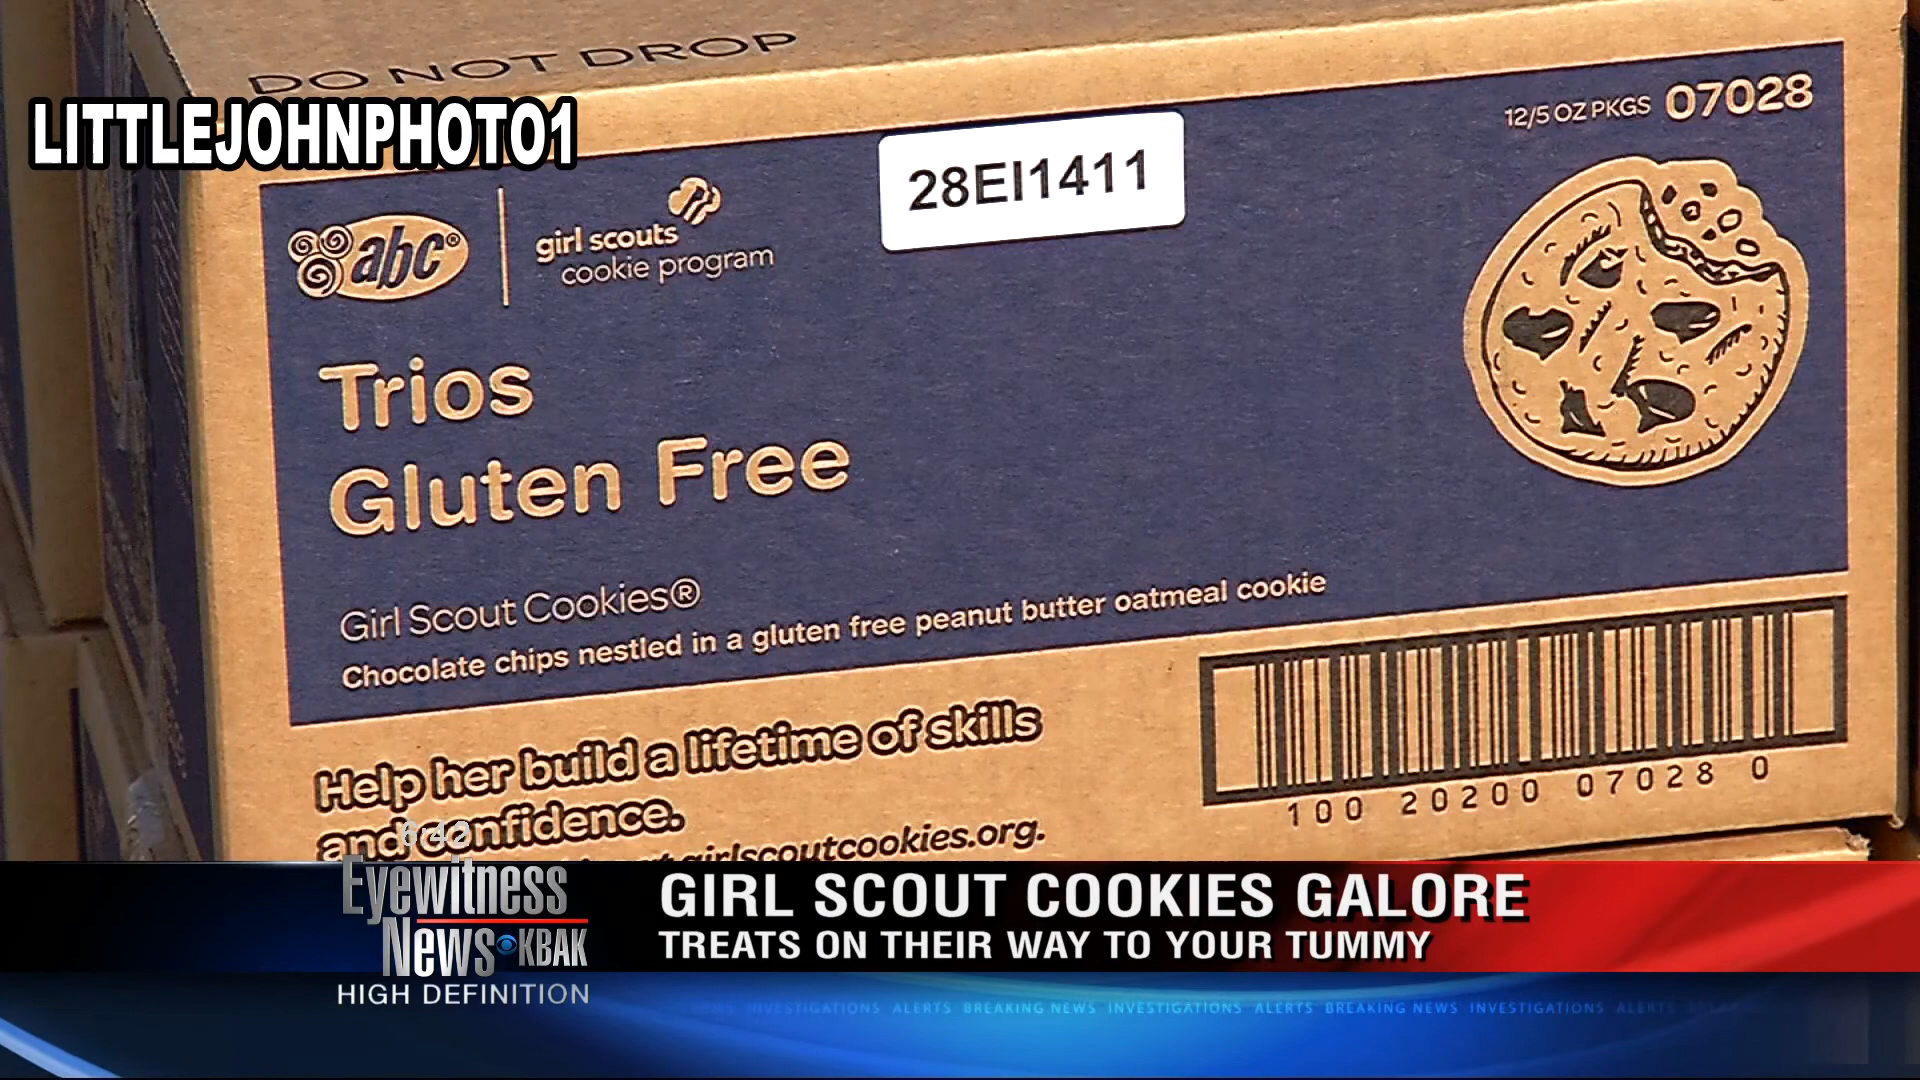 DO NOT DROP
LITTLEJOHNPHOTO1
12/5 OZ PKGS 07028
28EI1411
abc®
girl scouts
cookie program
Trios
Gluten Free
Girl Scout Cookies®
Chocolate chips nestled in a gluten free peanut butter oatmeal cookie
Help her build a lifetime of skills
and confidence.
girlscoutcookies.org.
100 20200 07028 0
6:42
Eyewitness
News KBAK
HIGH DEFINITION
GIRL SCOUT COOKIES GALORE
TREATS ON THEIR WAY TO YOUR TUMMY
NEWS INVESTIGATIONS ALERTS BREAKING NEWS INVESTIGATIONS ALERTS BREAKING NEWS INVESTIGATIONS ALERTS